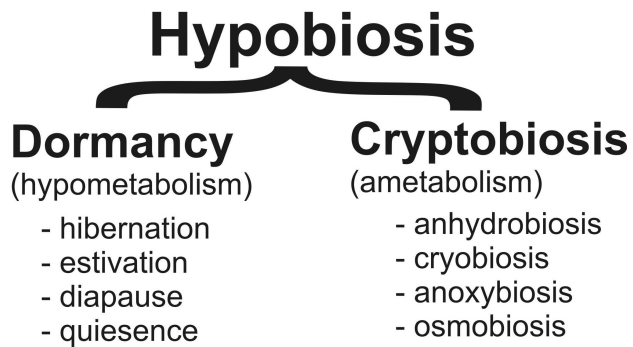 Hypobiosis
Dormancy
(hypometabolism)
- hibernation
- estivation
- diapause
- quiesence
Cryptobiosis
(ametabolism)
- anhydrobiosis
- cryobiosis
- anoxybiosis
- osmobiosis